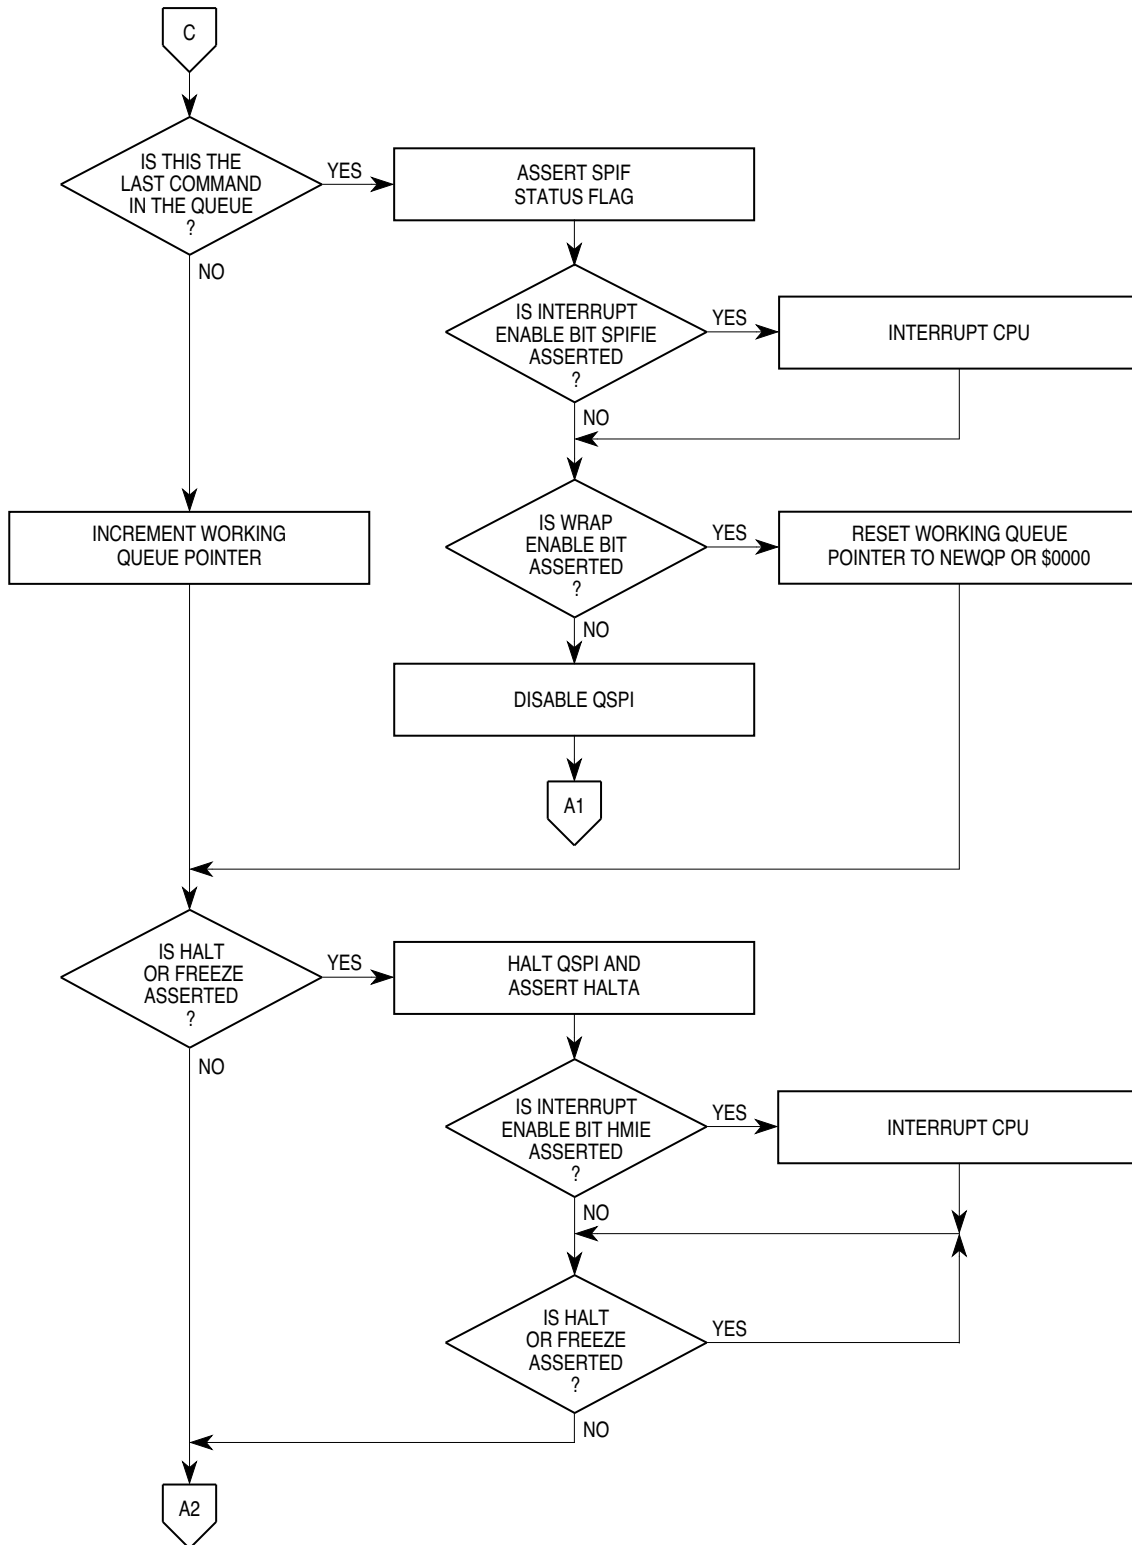 C
IS THIS THE
LAST COMMAND
IN THE QUEUE
?
YES
ASSERT SPIF
STATUS FLAG
NO
IS INTERRUPT
ENABLE BIT SPIFIE
ASSERTED
?
YES
INTERRUPT CPU
NO
INCREMENT WORKING
QUEUE POINTER
IS WRAP
ENABLE BIT
ASSERTED
?
YES
RESET WORKING QUEUE
POINTER TO NEWQP OR $0000
NO
DISABLE QSPI
A1
IS HALT
OR FREEZE
ASSERTED
?
YES
HALT QSPI AND
ASSERT HALTA
NO
IS INTERRUPT
ENABLE BIT HMIE
ASSERTED
?
YES
INTERRUPT CPU
NO
IS HALT
OR FREEZE
ASSERTED
?
YES
NO
A2